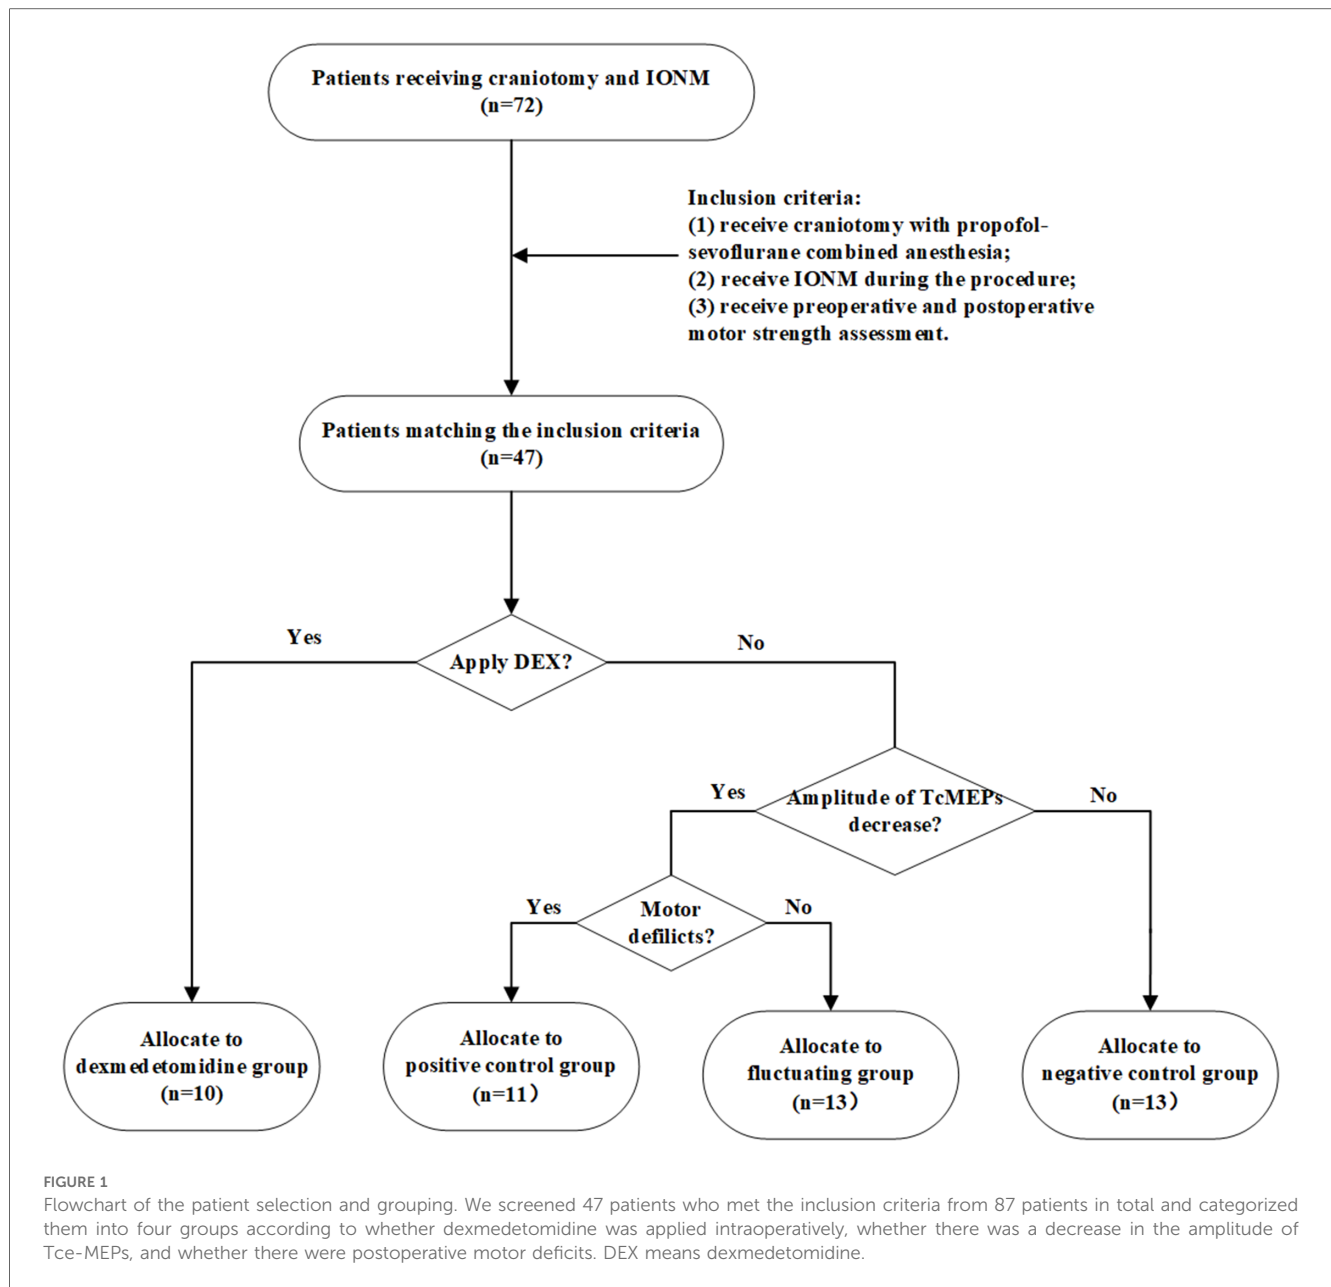 Patients receiving craniotomy and IONM
(n=72)
Inclusion criteria:
(1) receive craniotomy with propofol-
sevoflurane combined anesthesia;
(2) receive IONM during the procedure;
(3) receive preoperative and postoperative
motor strength assessment.
Patients matching the inclusion criteria
(n=47)
Yes
Apply DEX?
No
Yes
Amplitude of TcMEPs
decrease?
No
Yes
Motor
defilicts?
No
Allocate to
dexmedetomidine group
(n=10)
Allocate to
positive control group
(n=11）
Allocate to
fluctuating group
(n=13）
Allocate to
negative control group
(n=13）
FIGURE 1
Flowchart of the patient selection and grouping. We screened 47 patients who met the inclusion criteria from 87 patients in total and categorized
them into four groups according to whether dexmedetomidine was applied intraoperatively, whether there was a decrease in the amplitude of
Tce-MEPs, and whether there were postoperative motor deficits. DEX means dexmedetomidine.